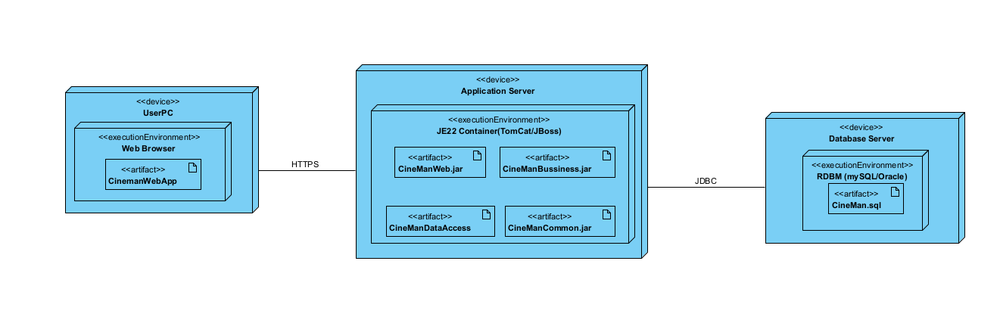 <<device>>
UserPC
<<executionEnvironment>>
Web Browser
<<artifact>>
CinemanWebApp
HTTPS
<<device>>
Application Server
<<executionEnvironment>>
JE22 Container(TomCat/JBoss)
<<artifact>>
CineManWeb.jar
<<artifact>>
CineManBussiness.jar
<<artifact>>
CineManDataAccess
<<artifact>>
CineManCommon.jar
JDBC
<<device>>
Database Server
<<executionEnvironment>>
RDBM (mySQL/Oracle)
<<artifact>>
CineMan.sql